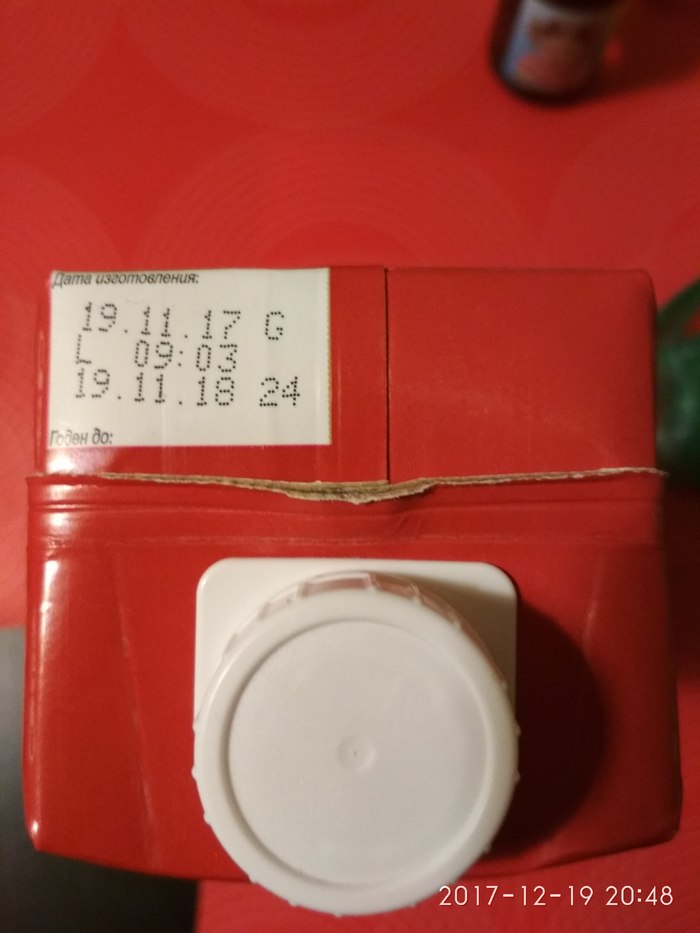 Дата изготовления:
19.11.17 G
L 09:03
19.11.18 24
Годен до:
2017-12-19 20:48